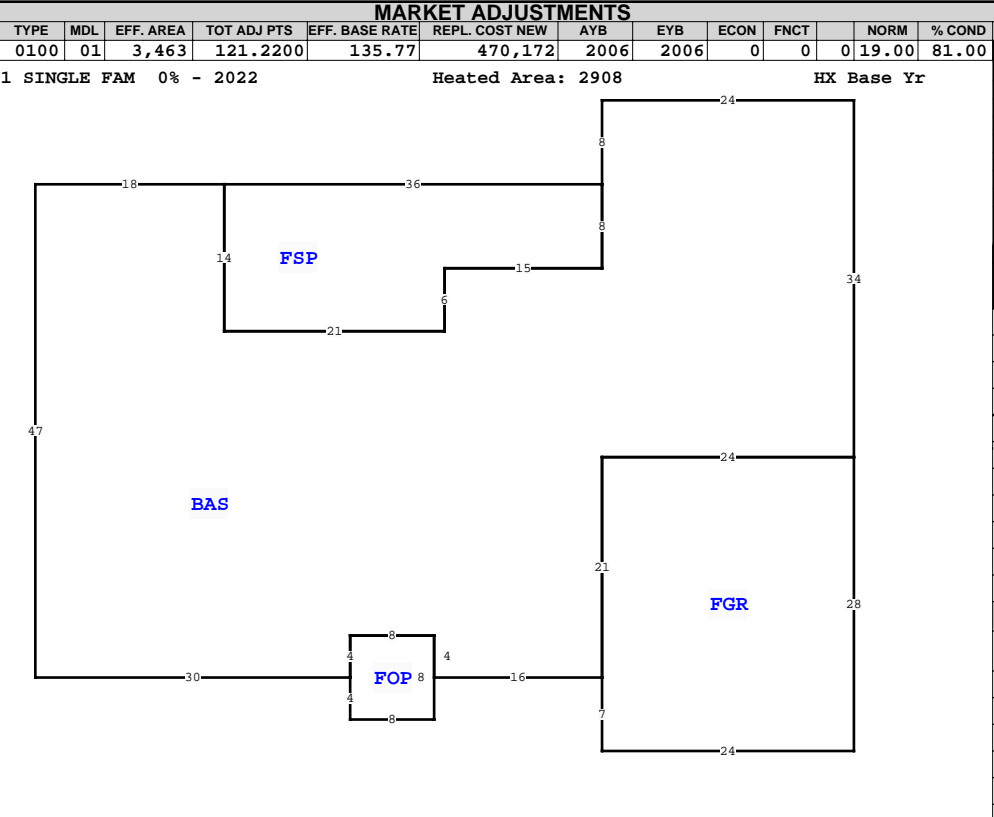 MARKET ADJUSTMENTS
TYPE MDL EFF. AREA TOT ADJ PTS EFF. BASE RATE REPL. COST NEW AYB EYB ECON FNCT NORM % COND
0100 01 3,463 121.2200 135.77 470,172 2006 2006 0 0 0 19.00 81.00
1 SINGLE FAM 0% - 2022 Heated Area: 2908 HX Base Yr
24
8
18 36
8
14 FSP 15
34
6
21
47
24
BAS
21
FGR 28
8
4 4
30 FOP 8 16
4
7
8
24